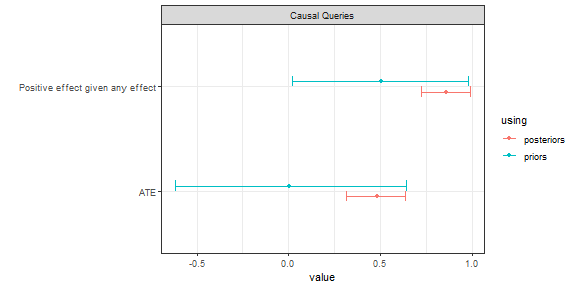 Causal Queries
Positive effect given any effect
ATE
-0.5 0.0 0.5 1.0
value
using
posteriors
priors